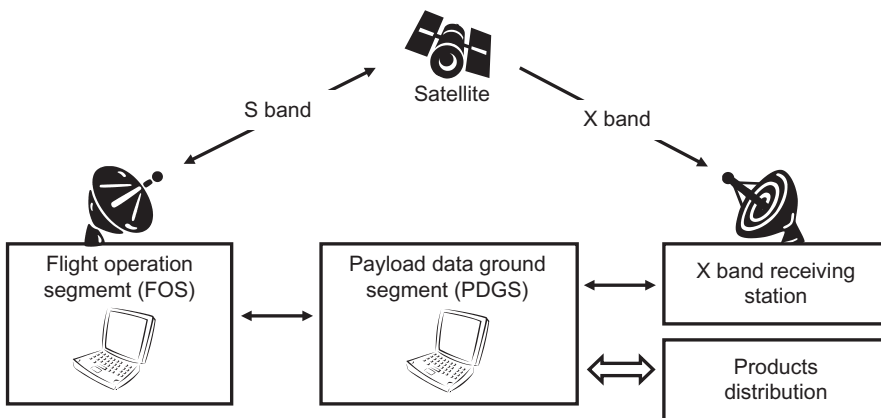 Satellite
S band
X band
Flight operation
segmemt (FOS)
Payload data ground
segment (PDGS)
X band receiving
station
Products
distribution